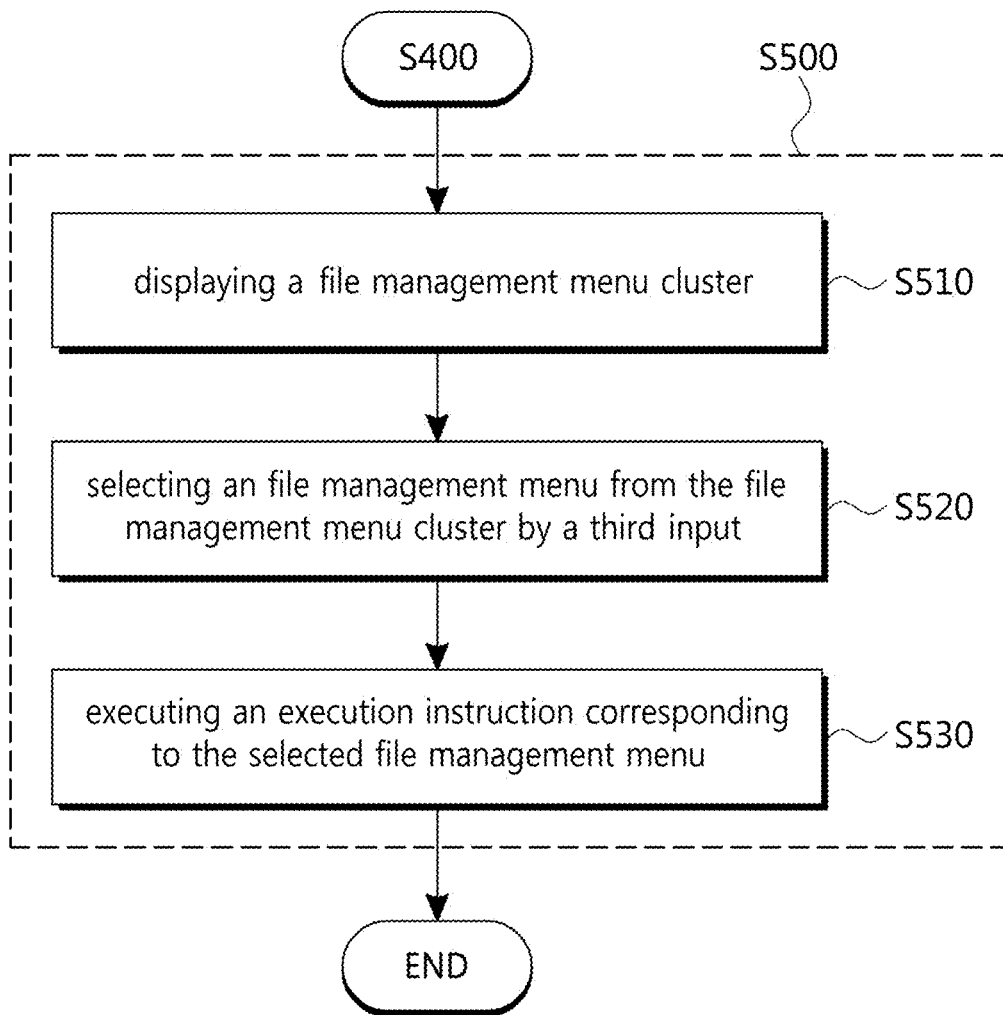 S400
S500
displaying a file management menu cluster
S510
selecting an file management menu from the file
management menu cluster by a third input
S520
executing an execution instruction corresponding
to the selected file management menu
S530
END